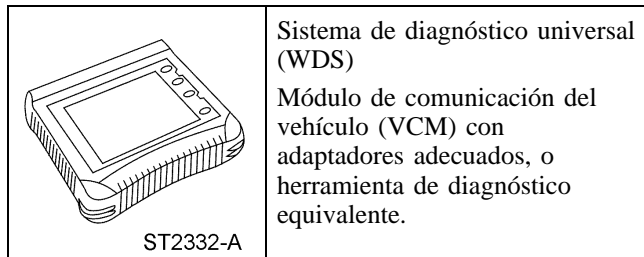 Sistema de diagnóstico universal
(WDS)
Módulo de comunicación del
vehículo (VCM) con
adaptadores adecuados, o
herramienta de diagnóstico
equivalente.
ST2332-A